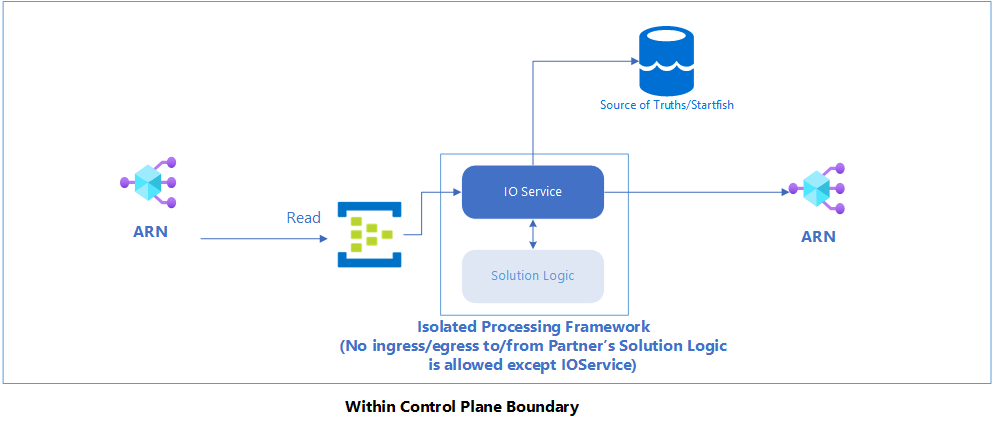 Source of Truths/Startfish
IO Service
Read
ARN
ARN
Solution Logic
Isolated Processing Framework
(No ingress/egress to/from Partner’s Solution Logic
is allowed except IOService)
Within Control Plane Boundary